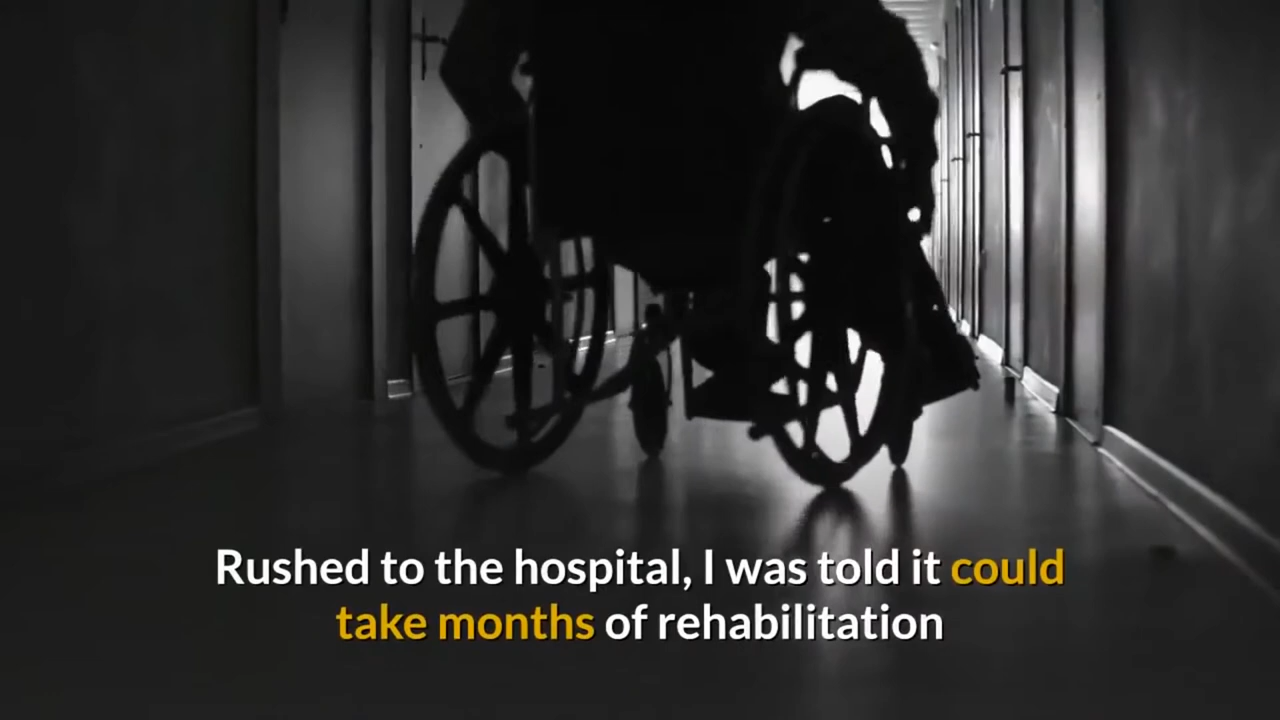 Rushed to the hospital, I was told it could
take months of rehabilitation